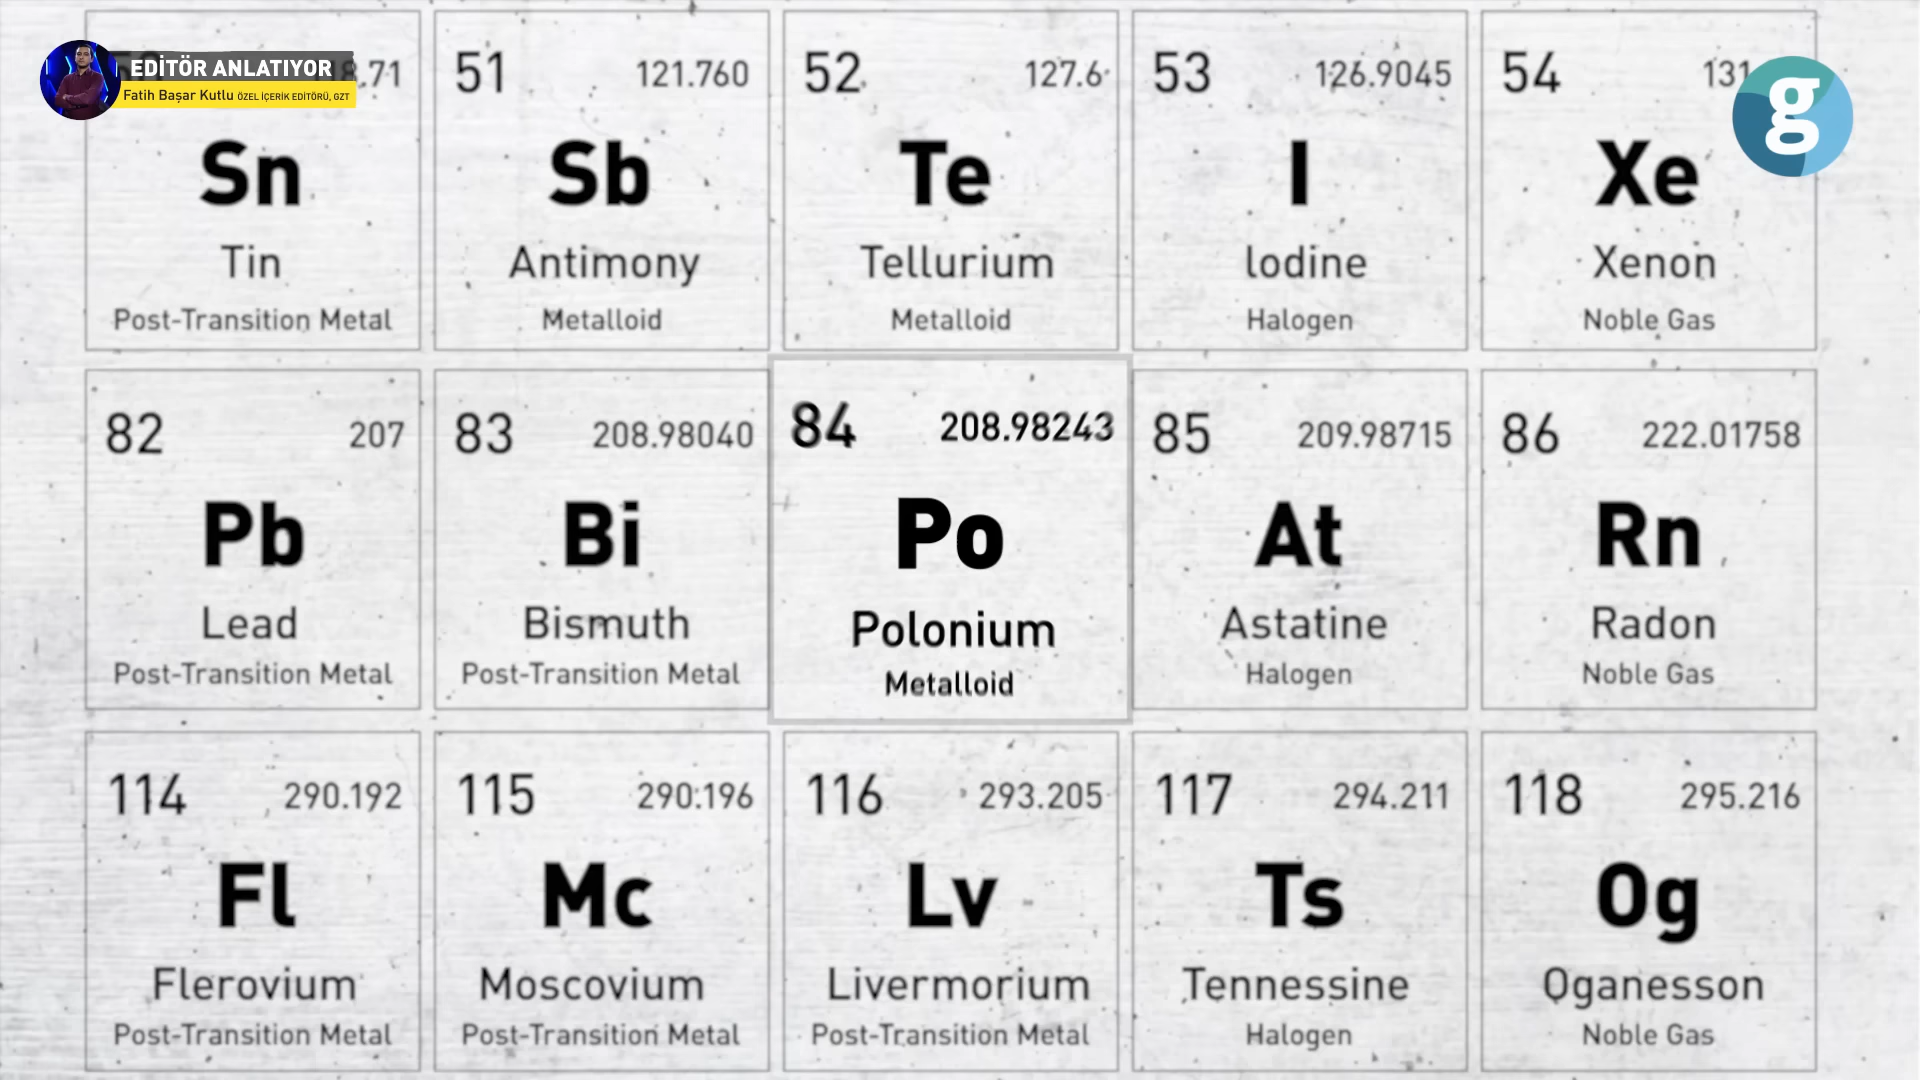 EDİTÖR ANLATIYOR
Fatih Başar Kutlu ÖZEL İÇERİK EDİTÖRÜ, GZT
g
51 121.760
Sb
Antimony
Metalloid
52 127.6
Te
Tellurium
Metalloid
53 126.9045
I
Iodine
Halogen
54 131
Xe
Xenon
Noble Gas
8.71
Sn
Tin
Post-Transition Metal
82 207
Pb
Lead
Post-Transition Metal
83 208.98040
Bi
Bismuth
Post-Transition Metal
84 208.98243
Po
Polonium
Metalloid
85 209.98715
At
Astatine
Halogen
86 222.01758
Rn
Radon
Noble Gas
114 290.192
Fl
Flerovium
Post-Transition Metal
115 290.196
Mc
Moscovium
Post-Transition Metal
116 293.205
Lv
Livermorium
Post-Transition Metal
117 294.211
Ts
Tennessine
Halogen
118 295.216
Og
Oganesson
Noble Gas